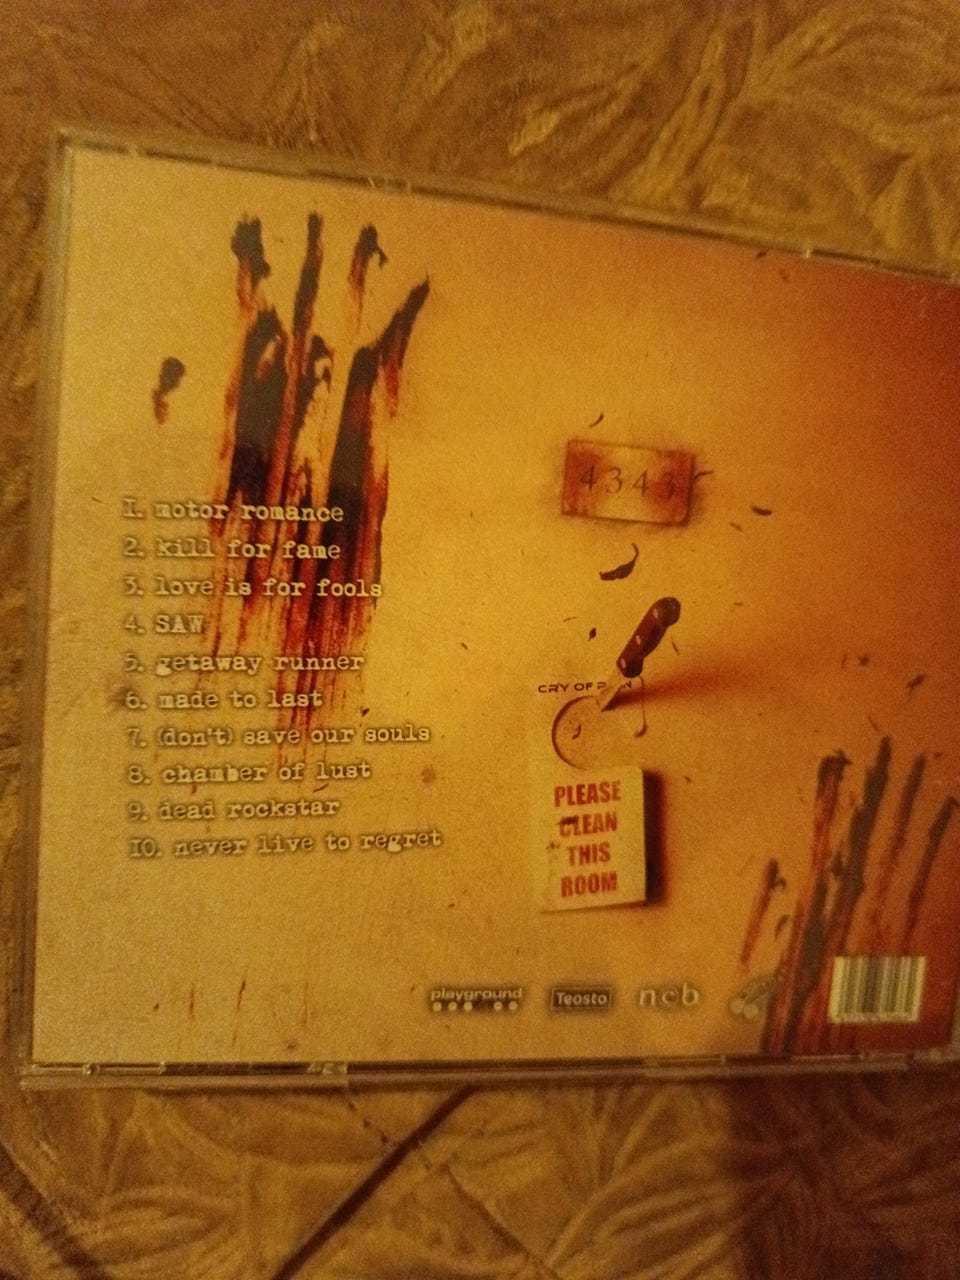 1. motor romance
2. kill for fame
3. love is for fools
4. SAW
5. getaway runner
6. made to last
7. (don't) save our souls
8. chamber of lust
9. dead rockstar
10. never live to regret
4343
CRY OF
PLEASE
CLEAN
THIS
ROOM
playground
Teosto
ncb